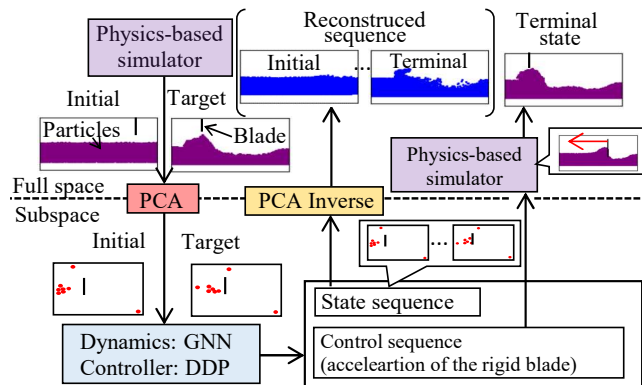 Physics-based
simulator
Reconstruced
sequence
Initial
...
Terminal
Terminal
state
Initial
Target
Particles
Blade
Physics-based
simulator
Full space
Subspace
PCA
PCA Inverse
Initial
Target
...
State sequence
Dynamics: GNN
Controller: DDP
Control sequence
(acceleartion of the rigid blade)